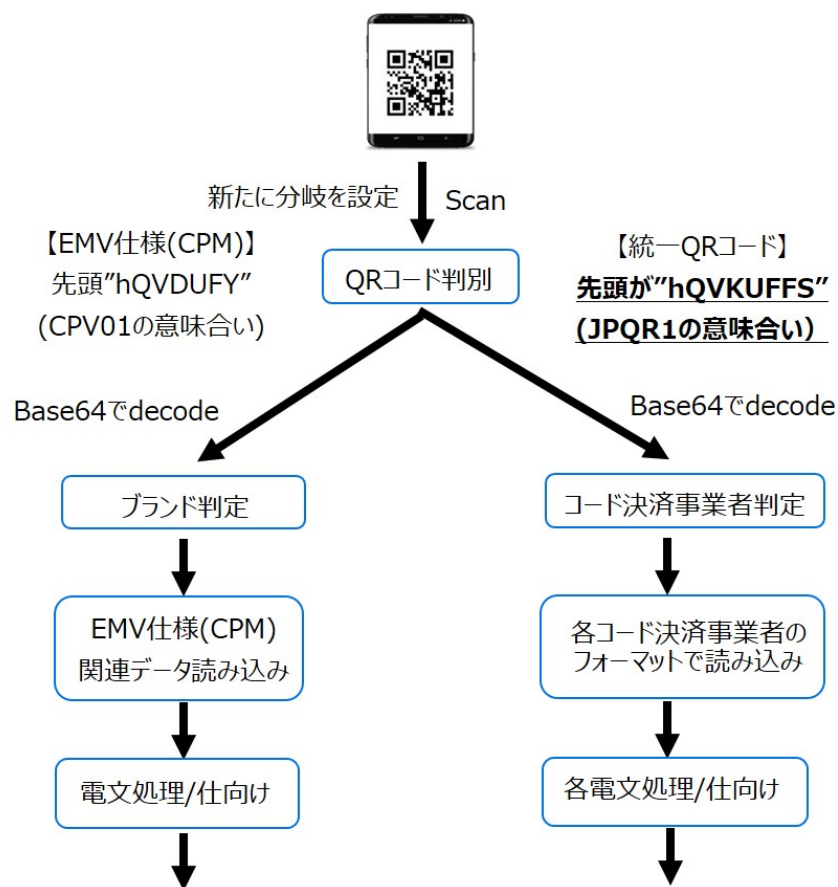 新たに分岐を設定
Scan
【EMV仕様(CPM)】
先頭"hQVDUFY"
(CPV01の意味合い)
QRコード判別
【統一QRコード】
先頭が"hQVKUFFS"
(JPQR1の意味合い）
Base64でdecode
Base64でdecode
ブランド判定
コード決済事業者判定
EMV仕様(CPM)
関連データ読み込み
各コード決済事業者の
フォーマットで読み込み
電文処理/仕向け
各電文処理/仕向け